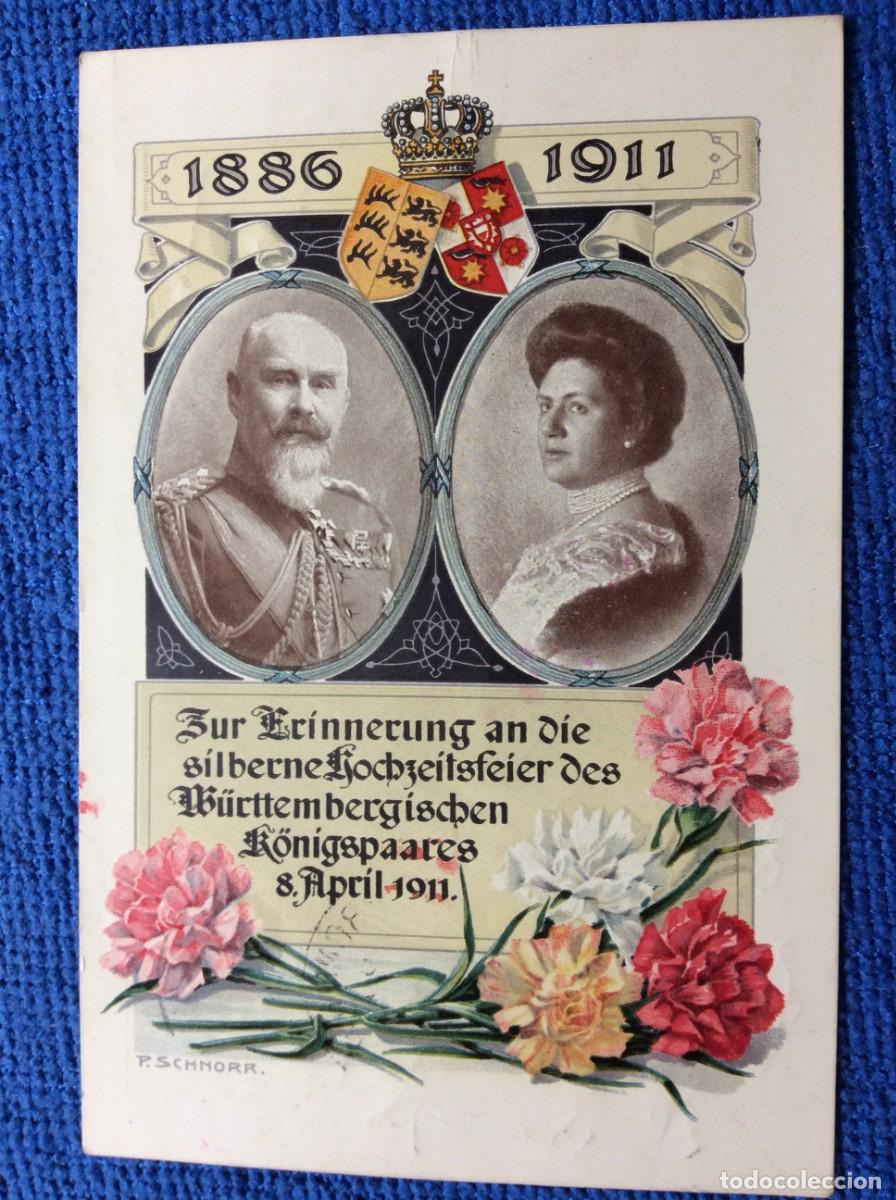 1886 1911
Zur Erinnerung an die
silberne Hochzeitsfeier des
Württembergischen
Königspaares
8. April 1911.
P. SCHNORR.
todocoleccion